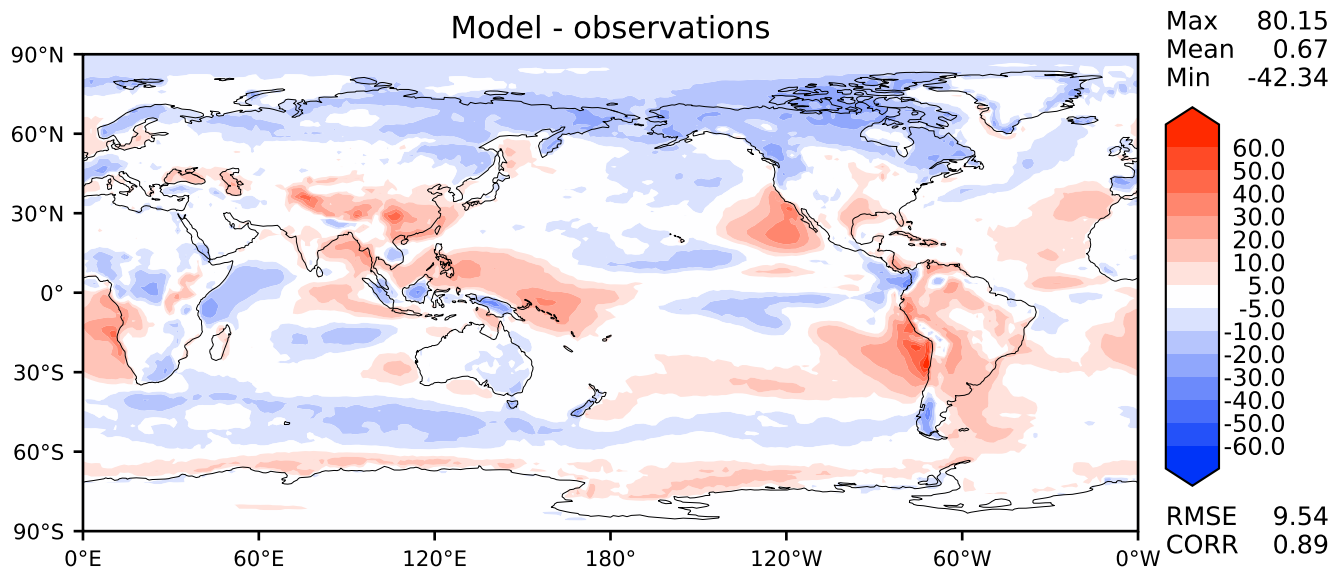 Model - observations
Max 80.15
Mean 0.67
Min -42.34
90°N
60°N
30°N
0°
30°S
60°S
90°S
0°E 60°E 120°E 180° 120°W 60°W 0°W
60.0
50.0
40.0
30.0
20.0
10.0
5.0
-5.0
-10.0
-20.0
-30.0
-40.0
-50.0
-60.0
RMSE 9.54
CORR 0.89